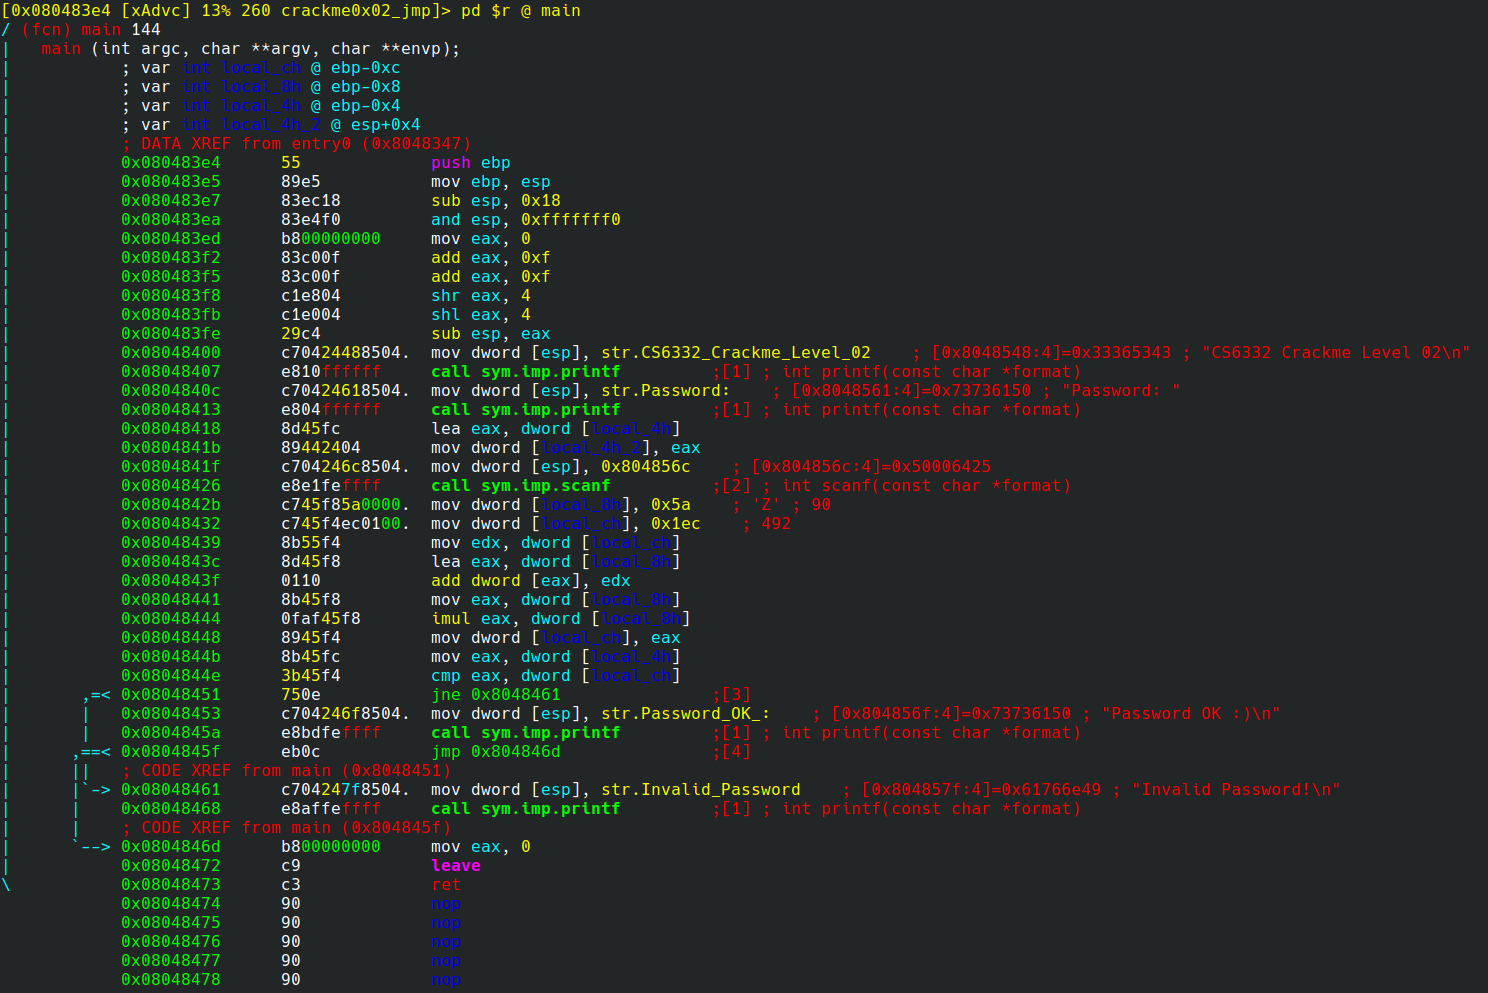 [0x080483e4 [xAdvc] 13% 260 crackme0x02_jmp]> pd $r @ main
/ (fcn) main 144
|   main (int argc, char **argv, char **envp);
|           ; var int local_ch @ ebp-0xc
|           ; var int local_8h @ ebp-0x8
|           ; var int local_4h @ ebp-0x4
|           ; var int local_4h_2 @ esp+0x4
|           ; DATA XREF from entry0 (0x8048347)
|           0x080483e4      55             push ebp
|           0x080483e5      89e5           mov ebp, esp
|           0x080483e7      83ec18         sub esp, 0x18
|           0x080483ea      83e4f0         and esp, 0xfffffff0
|           0x080483ed      b800000000     mov eax, 0
|           0x080483f2      83c00f         add eax, 0xf
|           0x080483f5      83c00f         add eax, 0xf
|           0x080483f8      c1e804         shr eax, 4
|           0x080483fb      c1e004         shl eax, 4
|           0x080483fe      29c4           sub esp, eax
|           0x08048400      c70424488504.  mov dword [esp], str.CS6332_Crackme_Level_02    ; [0x8048548:4]=0x33365343 ; "CS6332 Crackme Level 02\n"
|           0x08048407      e810ffffff     call sym.imp.printf         ;[1] ; int printf(const char *format)
|           0x0804840c      c70424618504.  mov dword [esp], str.Password:    ; [0x8048561:4]=0x73736150 ; "Password: "
|           0x08048413      e804ffffff     call sym.imp.printf         ;[1] ; int printf(const char *format)
|           0x08048418      8d45fc         lea eax, dword [local_4h]
|           0x0804841b      89442404       mov dword [local_4h_2], eax
|           0x0804841f      c704246c8504.  mov dword [esp], 0x804856c    ; [0x804856c:4]=0x50006425
|           0x08048426      e8e1feffff     call sym.imp.scanf          ;[2] ; int scanf(const char *format)
|           0x0804842b      c745f85a0000.  mov dword [local_8h], 0x5a    ; 'Z' ; 90
|           0x08048432      c745f4ec0100.  mov dword [local_ch], 0x1ec    ; 492
|           0x08048439      8b55f4         mov edx, dword [local_ch]
|           0x0804843c      8d45f8         lea eax, dword [local_8h]
|           0x0804843f      0110           add dword [eax], edx
|           0x08048441      8b45f8         mov eax, dword [local_8h]
|           0x08048444      0faf45f8       imul eax, dword [local_8h]
|           0x08048448      8945f4         mov dword [local_ch], eax
|           0x0804844b      8b45fc         mov eax, dword [local_4h]
|           0x0804844e      3b45f4         cmp eax, dword [local_ch]
|       ,=< 0x08048451      750e           jne 0x8048461               ;[3]
|       |   0x08048453      c704246f8504.  mov dword [esp], str.Password_OK_:    ; [0x804856f:4]=0x73736150 ; "Password OK :)\n"
|       |   0x0804845a      e8bdfeffff     call sym.imp.printf         ;[1] ; int printf(const char *format)
|      ,==< 0x0804845f      eb0c           jmp 0x804846d               ;[4]
|      ||   ; CODE XREF from main (0x8048451)
|      |`-> 0x08048461      c704247f8504.  mov dword [esp], str.Invalid_Password    ; [0x804857f:4]=0x61766e49 ; "Invalid Password!\n"
|      |    0x08048468      e8affeffff     call sym.imp.printf         ;[1] ; int printf(const char *format)
|      |    ; CODE XREF from main (0x804845f)
|      `--> 0x0804846d      b800000000     mov eax, 0
|           0x08048472      c9             leave
\           0x08048473      c3             ret
            0x08048474      90             nop
            0x08048475      90             nop
            0x08048476      90             nop
            0x08048477      90             nop
            0x08048478      90             nop